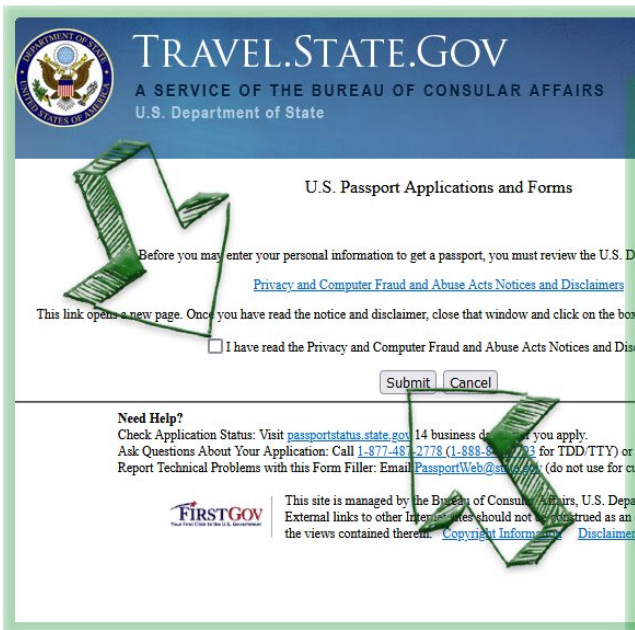 TRAVEL.STATE.GOV
A SERVICE OF THE BUREAU OF CONSULAR AFFAIRS
U.S. Department of State
DEPARTMENT OF STATE
UNITED STATES OF AMERICA
U.S. Passport Applications and Forms
Before you may enter your personal information to get a passport, you must review the U.S. D
Privacy and Computer Fraud and Abuse Acts Notices and Disclaimers
This link opens a new page. Once you have read the notice and disclaimer, close that window and click on the box
I have read the Privacy and Computer Fraud and Abuse Acts Notices and Dis
Submit Cancel
Need Help?
Check Application Status: Visit passportstatus.state.gov 14 business you apply.
Ask Questions About Your Application: Call 1-877-487-2778 for TDD/TTY) or
Report Technical Problems with this Form Filler: Email PassportWeb@state.gov (do not use for cu
FIRSTGOV
Your First Click to the U.S. Government
This site is managed by the Bureau of Consular Affairs, U.S. Depa
External links to other Internet sites should not be construed as an
the views contained therein. Copyright Information Disclaimer